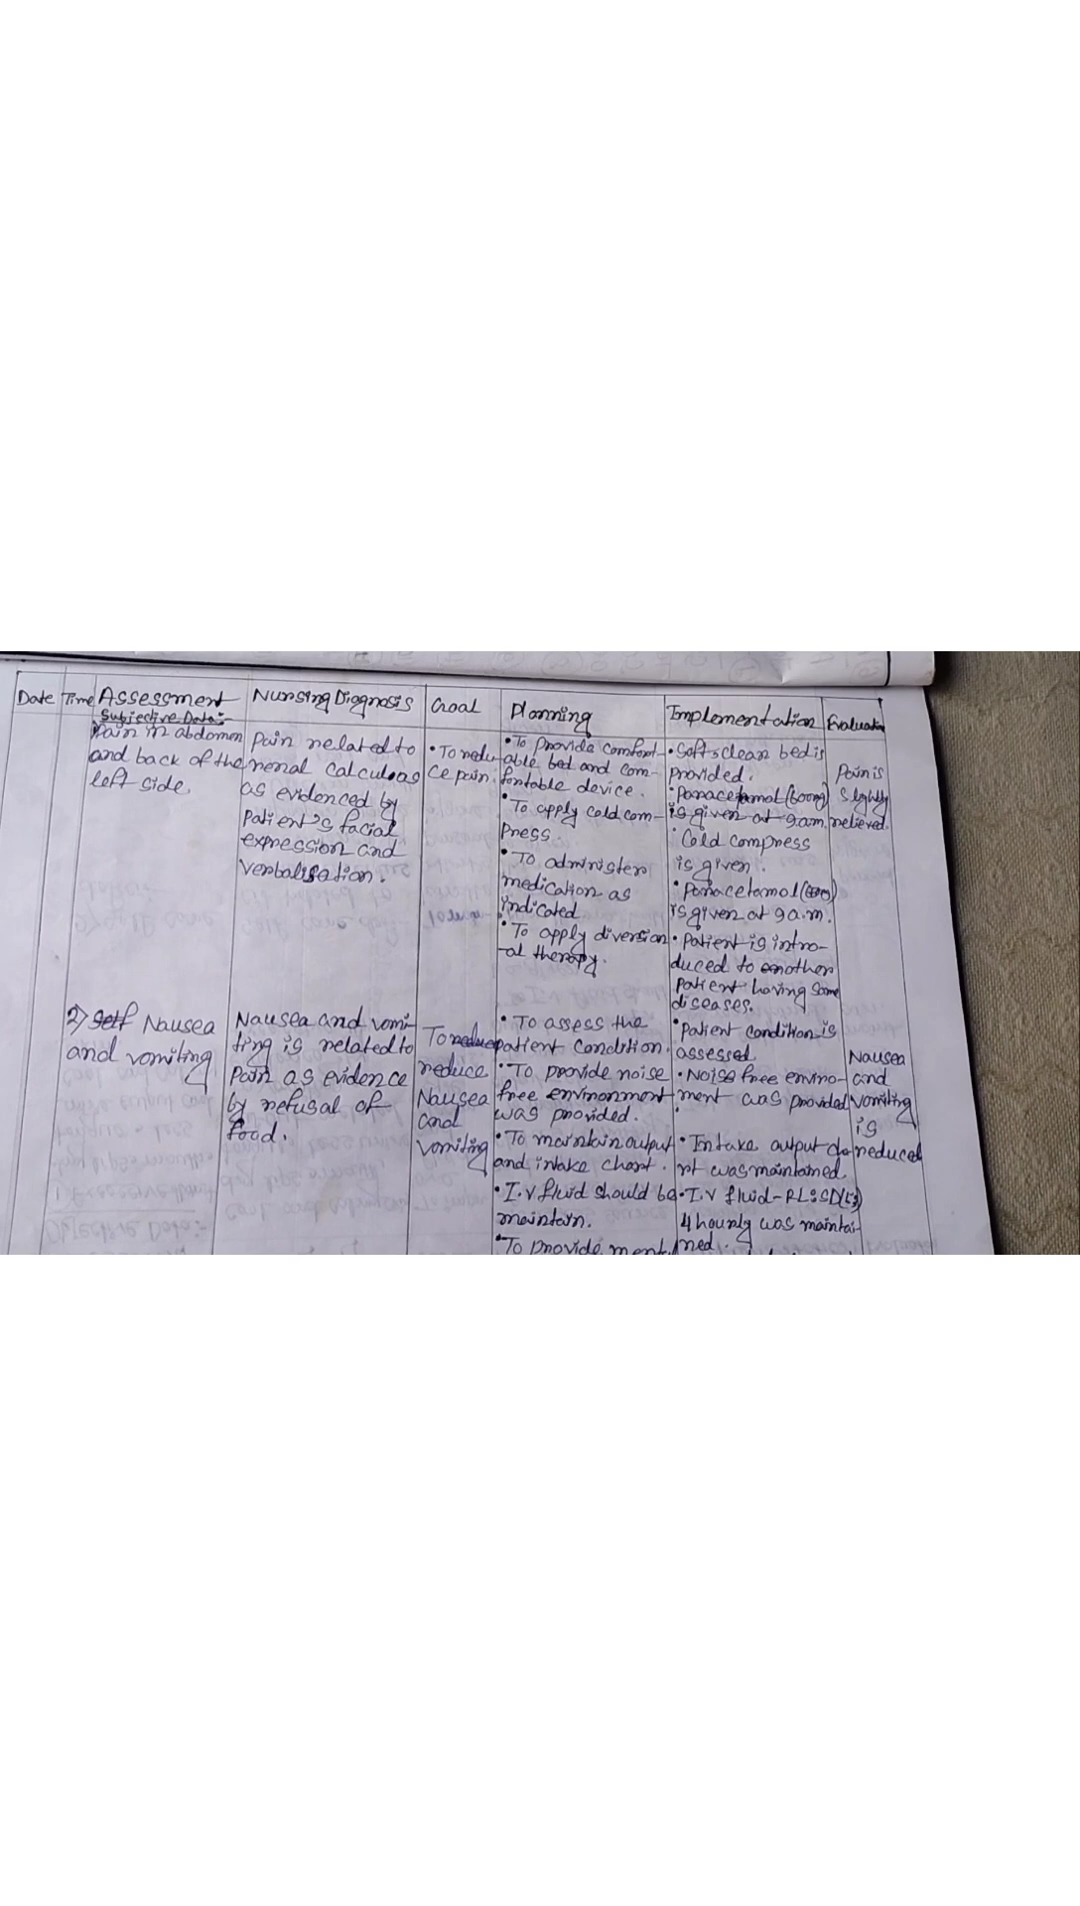 Date Time Assessment Nursing Diagnosis Goal Planning Implementation Evaluation
Subjective Data:-
Pain in abdomen
and back of the
left side.
Pain related to
renal calculas
as evidenced by
patient's facial
expression and
verbalisation.
• To redu-
ce pain.
• To provide comfort-
able bed and com-
fortable device.
• To apply cold com-
press.
• To administer
medication as
indicated
• To apply diversion
-al therapy.
• Soft & clean bed is
provided.
• Paracetamol (600mg)
is given at 9 a.m.
• Cold compress
is given.
• Paracetamol
is given at 9 a.m.
• Patient is intro-
duced to another
patient having same
diseases.
Pain is
slightly
relieved.
2) Nausea
and vomiting
Nausea and vomi-
ting is related to
pain as evidence
by refusal of
food.
To reduce
reduce
Nausea
and
vomiting
• To assess the
patient condition.
• To provide noise
free environment
was provided.
• To maintain output
and intake chart.
• I.V fluid should be
maintain.
• To provide ment
• Patient condition is
assessed
• Noise free enviro-
ment was provided
• Intake output cha-
rt was maintained
• I.V fluid-RL:
4 hourly was maintai-
ned.
Nausea
and
vomiting
is
reduced